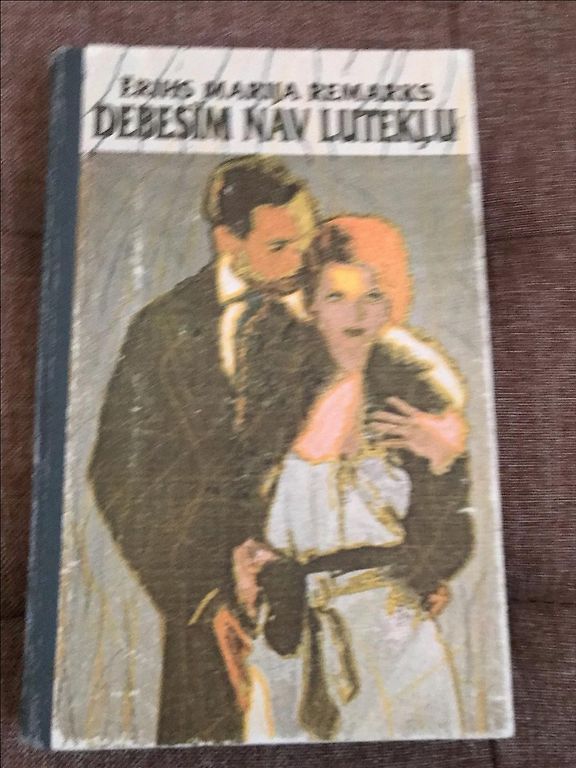 ERIHS MARIJA REMARKS
DEBESĪM NAV LUTEKĻU